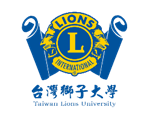 LIONS
L
INTERNATIONAL
台灣獅子大學
Taiwan Lions University